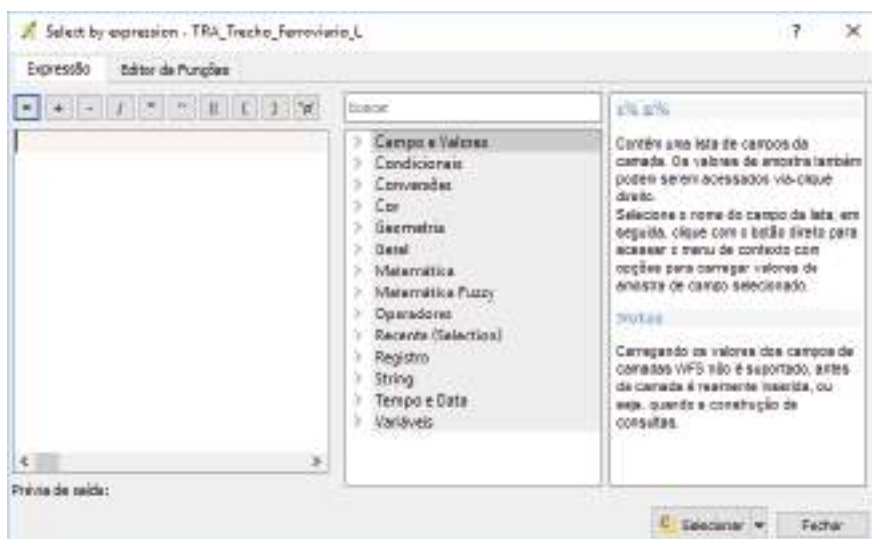 Select by expression - TRA_Trecho_Ferroviario_L ? ×
Expressão Editor de Funções
= + - / * ^ || ( ) '\n'
Buscar
Campo e Valores
Condicionais
Conversões
Cor
Geometria
Geral
Matemática
Matemática Fuzzy
Operadores
Recente (Selection)
Registro
String
Tempo e Data
Variáveis
Contém uma lista de campos da
camada. Os valores de amostra também
podem serem acessados via-clique
direito.
Selecione o nome do campo da lista, em
seguida, clique com o botão direto para
acessar o menu de contexto com
opções para carregar valores de
amostra de campo selecionado.
Notas
Carregando os valores dos campos de
camadas WFS não é suportado, antes
da camada é realmente inserida, ou
seja, quando a construção de
consultas.
Prévia de saída:
Selecionar Fechar